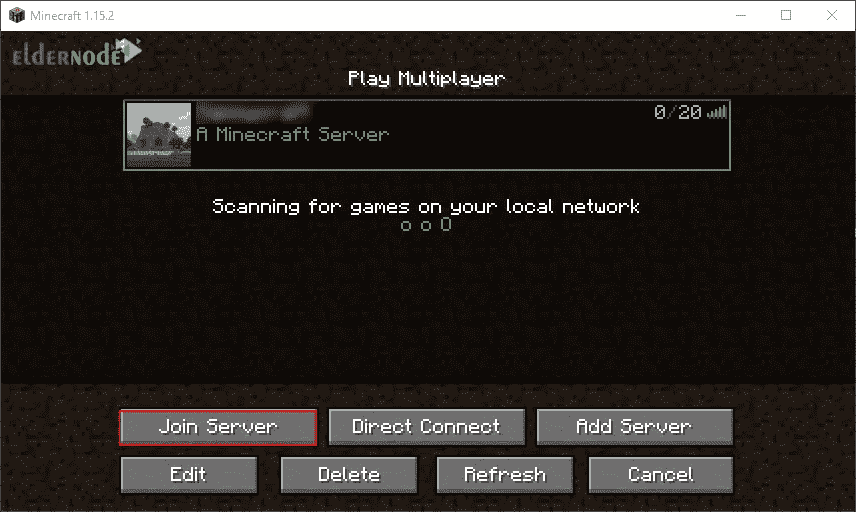 Minecraft 1.15.2
ELDERNODE
Play Multiplayer
0/20
A Minecraft Server
Scanning for games on your local network
o o O
Join Server Direct Connect Add Server
Edit Delete Refresh Cancel